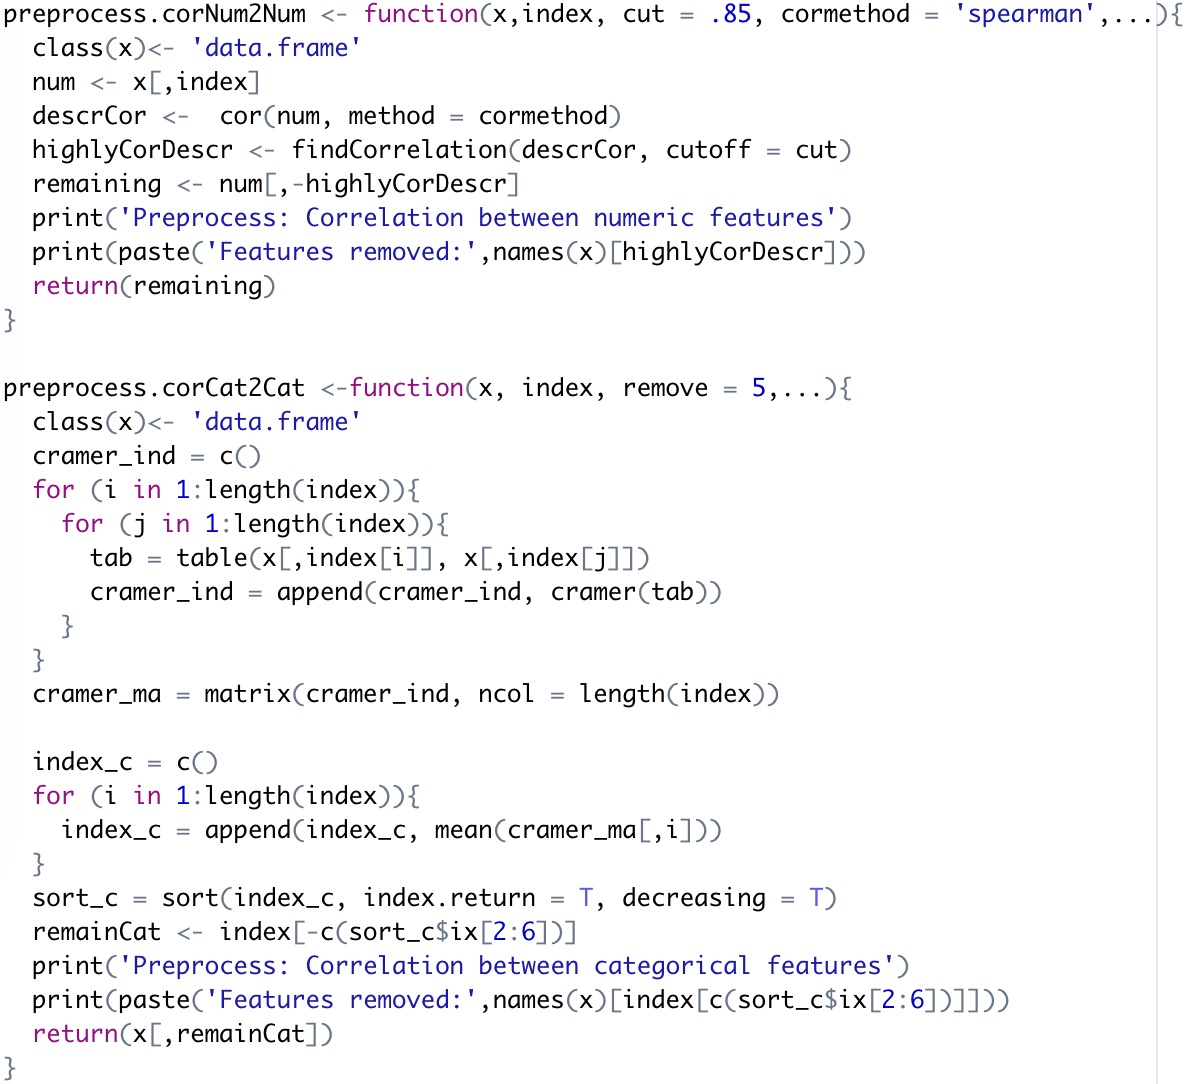 preprocess.corNum2Num <- function(x,index, cut = .85, cormethod = 'spearman',...){
  class(x)<- 'data.frame'
  num <- x[,index]
  descrCor <-  cor(num, method = cormethod)
  highlyCorDescr <- findCorrelation(descrCor, cutoff = cut)
  remaining <- num[,-highlyCorDescr]
  print('Preprocess: Correlation between numeric features')
  print(paste('Features removed:',names(x)[highlyCorDescr]))
  return(remaining)
}

preprocess.corCat2Cat <-function(x, index, remove = 5,...){
  class(x)<- 'data.frame'
  cramer_ind = c()
  for (i in 1:length(index)){
    for (j in 1:length(index)){
      tab = table(x[,index[i]], x[,index[j]])
      cramer_ind = append(cramer_ind, cramer(tab))
    }
  }
  cramer_ma = matrix(cramer_ind, ncol = length(index))

  index_c = c()
  for (i in 1:length(index)){
    index_c = append(index_c, mean(cramer_ma[,i]))
  }
  sort_c = sort(index_c, index.return = T, decreasing = T)
  remainCat <- index[-c(sort_c$ix[2:6])]
  print('Preprocess: Correlation between categorical features')
  print(paste('Features removed:',names(x)[index[c(sort_c$ix[2:6])]]))
  return(x[,remainCat])
}